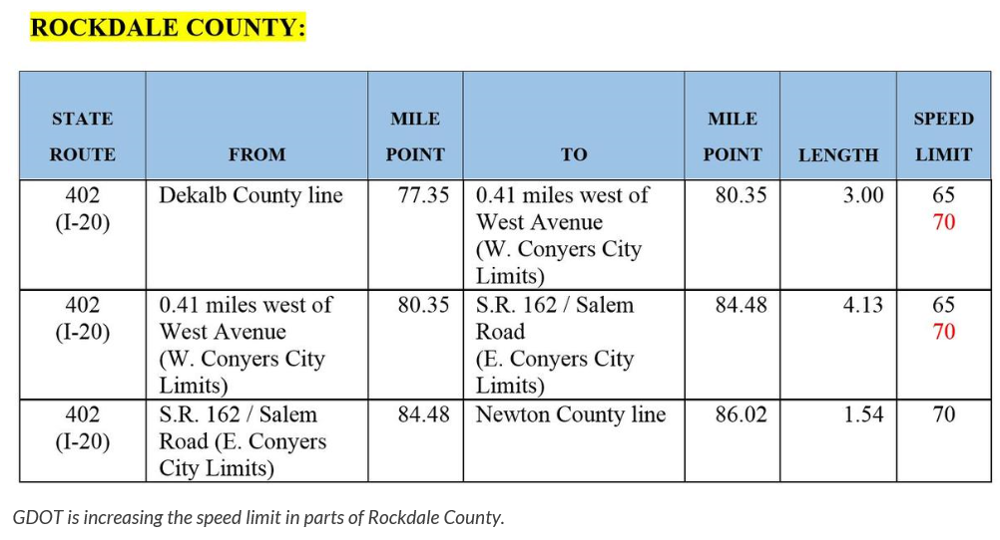 ROCKDALE COUNTY:
STATE ROUTE FROM MILE POINT TO MILE POINT LENGTH SPEED LIMIT
402 Dekalb County line 77.35 0.41 miles west of 80.35 3.00 65
(I-20) West Avenue 70
(W. Conyers City
Limits)
402 0.41 miles west of 80.35 S.R. 162 / Salem 84.48 4.13 65
(I-20) West Avenue Road 70
(W. Conyers City (E. Conyers City
Limits) Limits)
402 S.R. 162 / Salem 84.48 Newton County line 86.02 1.54 70
(I-20) Road (E. Conyers
City Limits)
GDOT is increasing the speed limit in parts of Rockdale County.